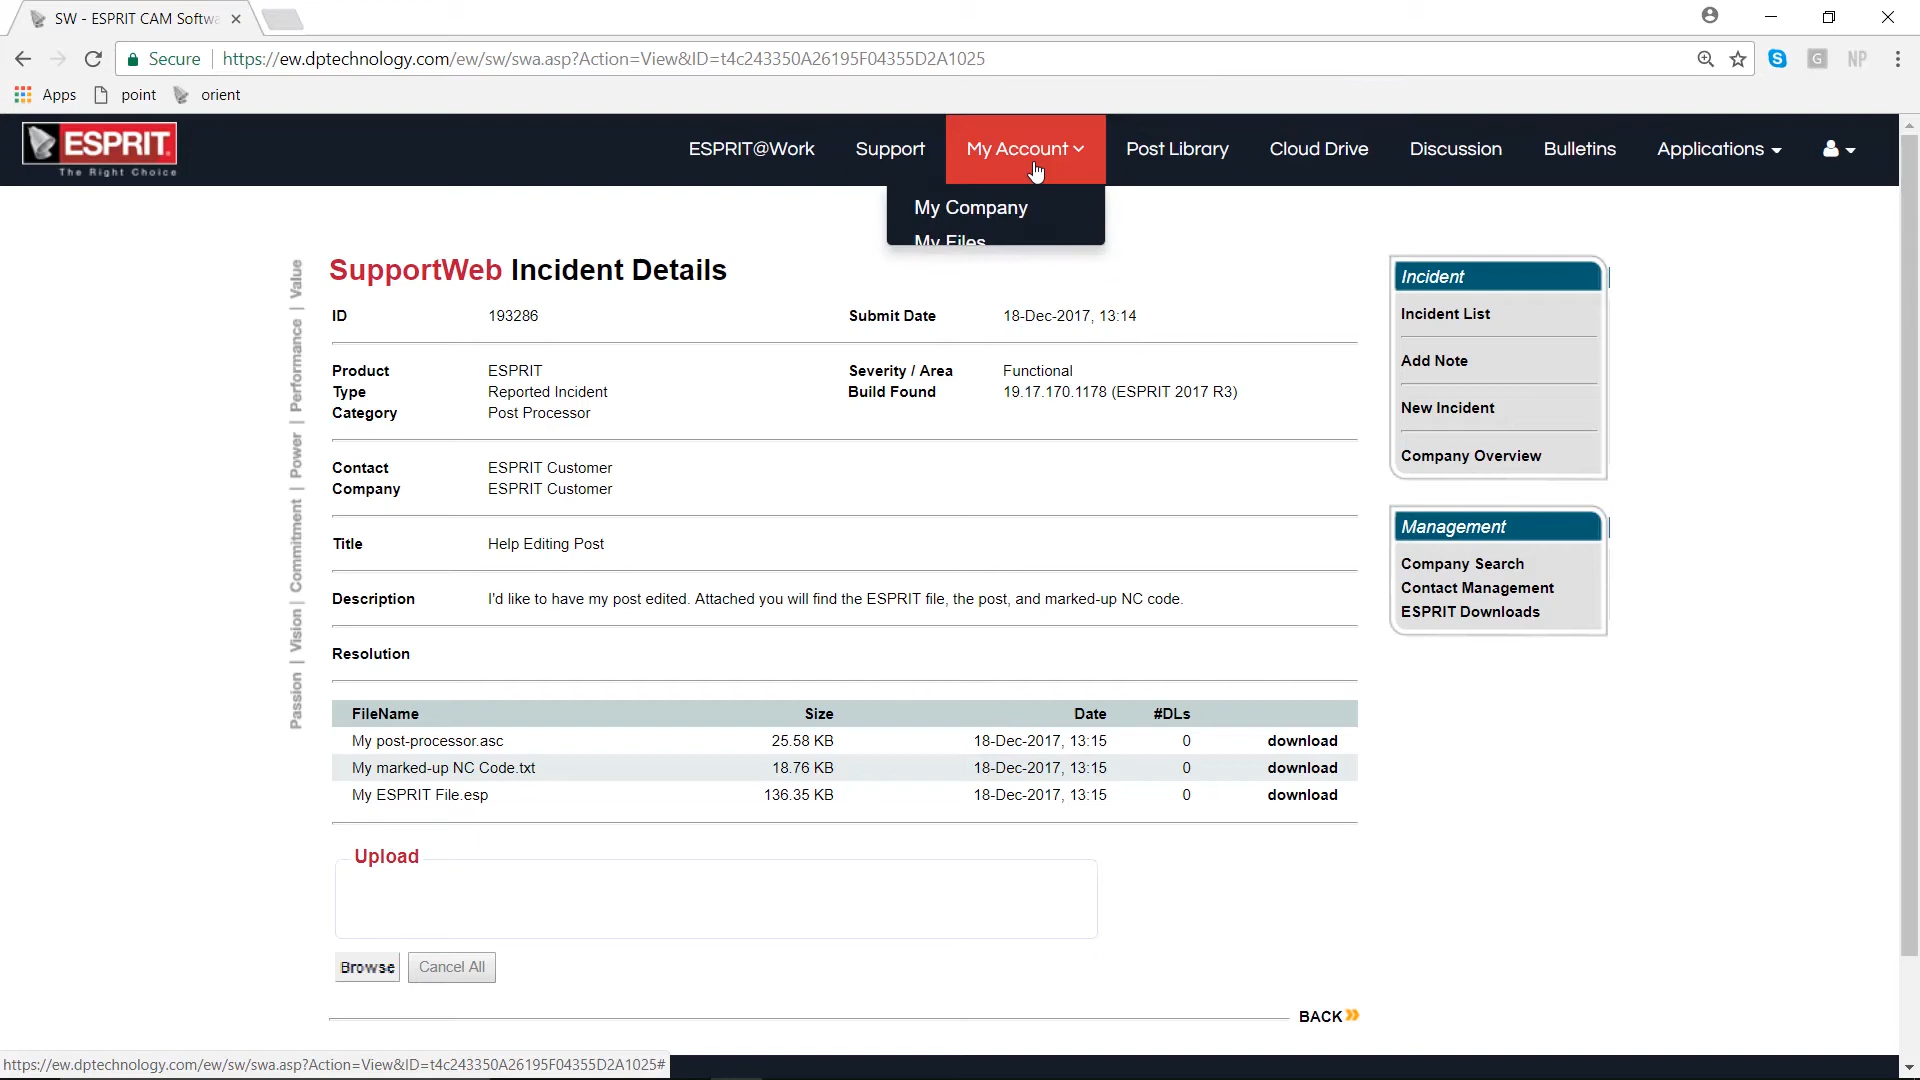 SW - ESPRIT CAM Softwa
Secure https://ew.dptechnology.com/ew/sw/swa.asp?Action=View&ID=t4c243350A26195F04355D2A1025
G NP
Apps point orient
ESPRIT
The Right Choice
ESPRIT@Work Support My Account Post Library Cloud Drive Discussion Bulletins Applications
My Company
My Files
Passion | Vision | Commitment | Power | Performance | Value
SupportWeb Incident Details
ID 193286 Submit Date 18-Dec-2017, 13:14
Product ESPRIT Severity / Area Functional
Type Reported Incident Build Found 19.17.170.1178 (ESPRIT 2017 R3)
Category Post Processor
Contact ESPRIT Customer
Company ESPRIT Customer
Title Help Editing Post
Description I'd like to have my post edited. Attached you will find the ESPRIT file, the post, and marked-up NC code.
Resolution
FileName Size Date #DLs
My post-processor.asc 25.58 KB 18-Dec-2017, 13:15 0 download
My marked-up NC Code.txt 18.76 KB 18-Dec-2017, 13:15 0 download
My ESPRIT File.esp 136.35 KB 18-Dec-2017, 13:15 0 download
Upload
Browse Cancel All
BACK
Incident
Incident List
Add Note
New Incident
Company Overview
Management
Company Search
Contact Management
ESPRIT Downloads
https://ew.dptechnology.com/ew/sw/swa.asp?Action=View&ID=t4c243350A26195F04355D2A1025#